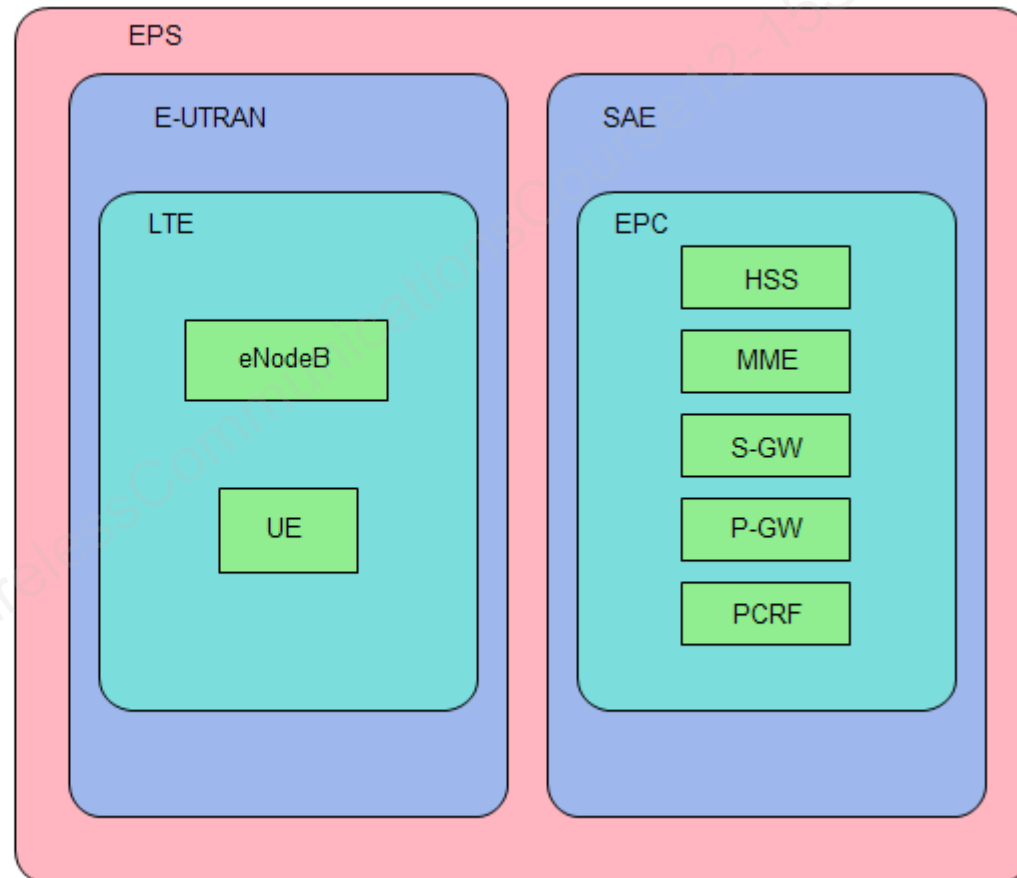 EPS
E-UTRAN
LTE
eNodeB
UE
SAE
EPC
HSS
MME
S-GW
P-GW
PCRF